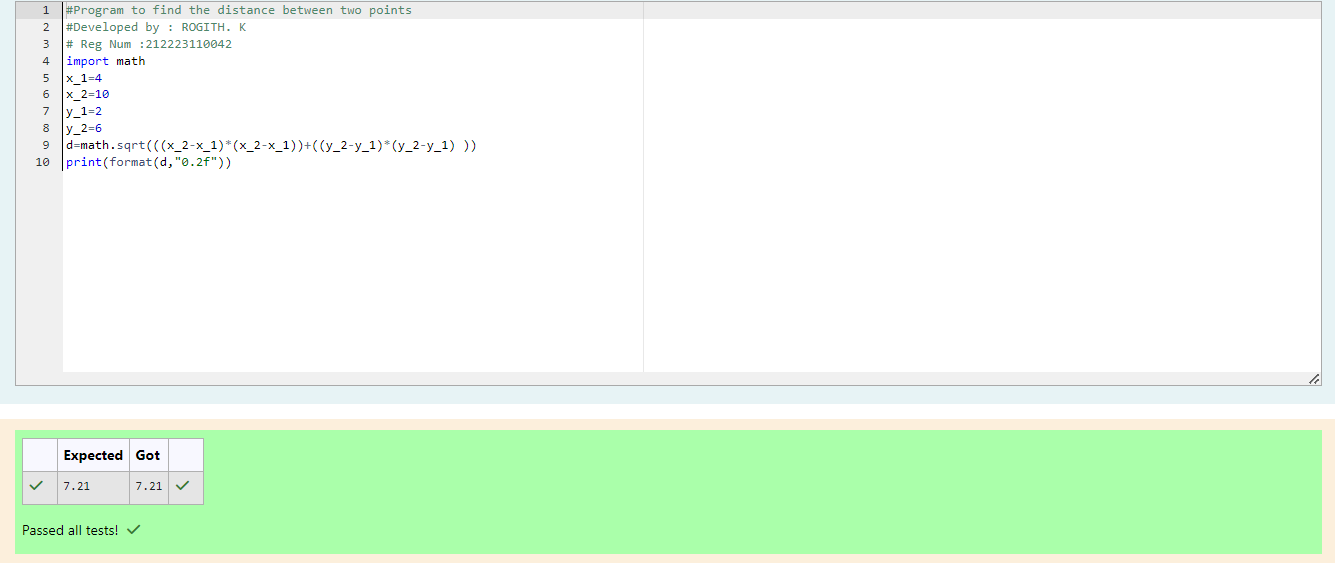 1 #Program to find the distance between two points
2 #Developed by : ROGITH. K
3 # Reg Num :212223110042
4 import math
5 x_1=4
6 x_2=10
7 y_1=2
8 y_2=6
9 d=math.sqrt(((x_2-x_1)*(x_2-x_1))+((y_2-y_1)*(y_2-y_1) ))
10 print(format(d,"0.2f"))
Expected Got
7.21 7.21
Passed all tests!